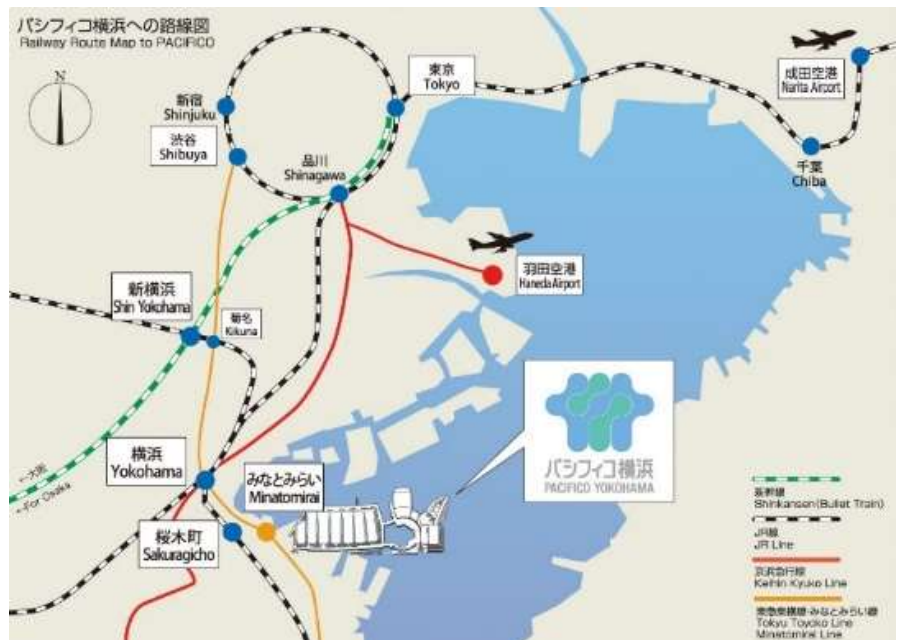 パシフィコ横浜への路線図
Railway Route Map to PACIFICO
N
新宿
Shinjuku
渋谷
Shibuya
品川
Shinagawa
東京
Tokyo
成田空港
Narita Airport
千葉
Chiba
羽田空港
Haneda Airport
新横浜
Shin Yokohama
菊名
Kikuna
←大阪
←For Osaka
横浜
Yokohama
みなとみらい
Minatomirai
桜木町
Sakuragicho
パシフィコ横浜
PACIFICO YOKOHAMA
新幹線
Shinkansen(Bullet Train)
JR線
JR Line
京浜急行線
Keihin Kyuko Line
東急東横線・みなとみらい線
Tokyu Toyoko Line
Minatomirai Line